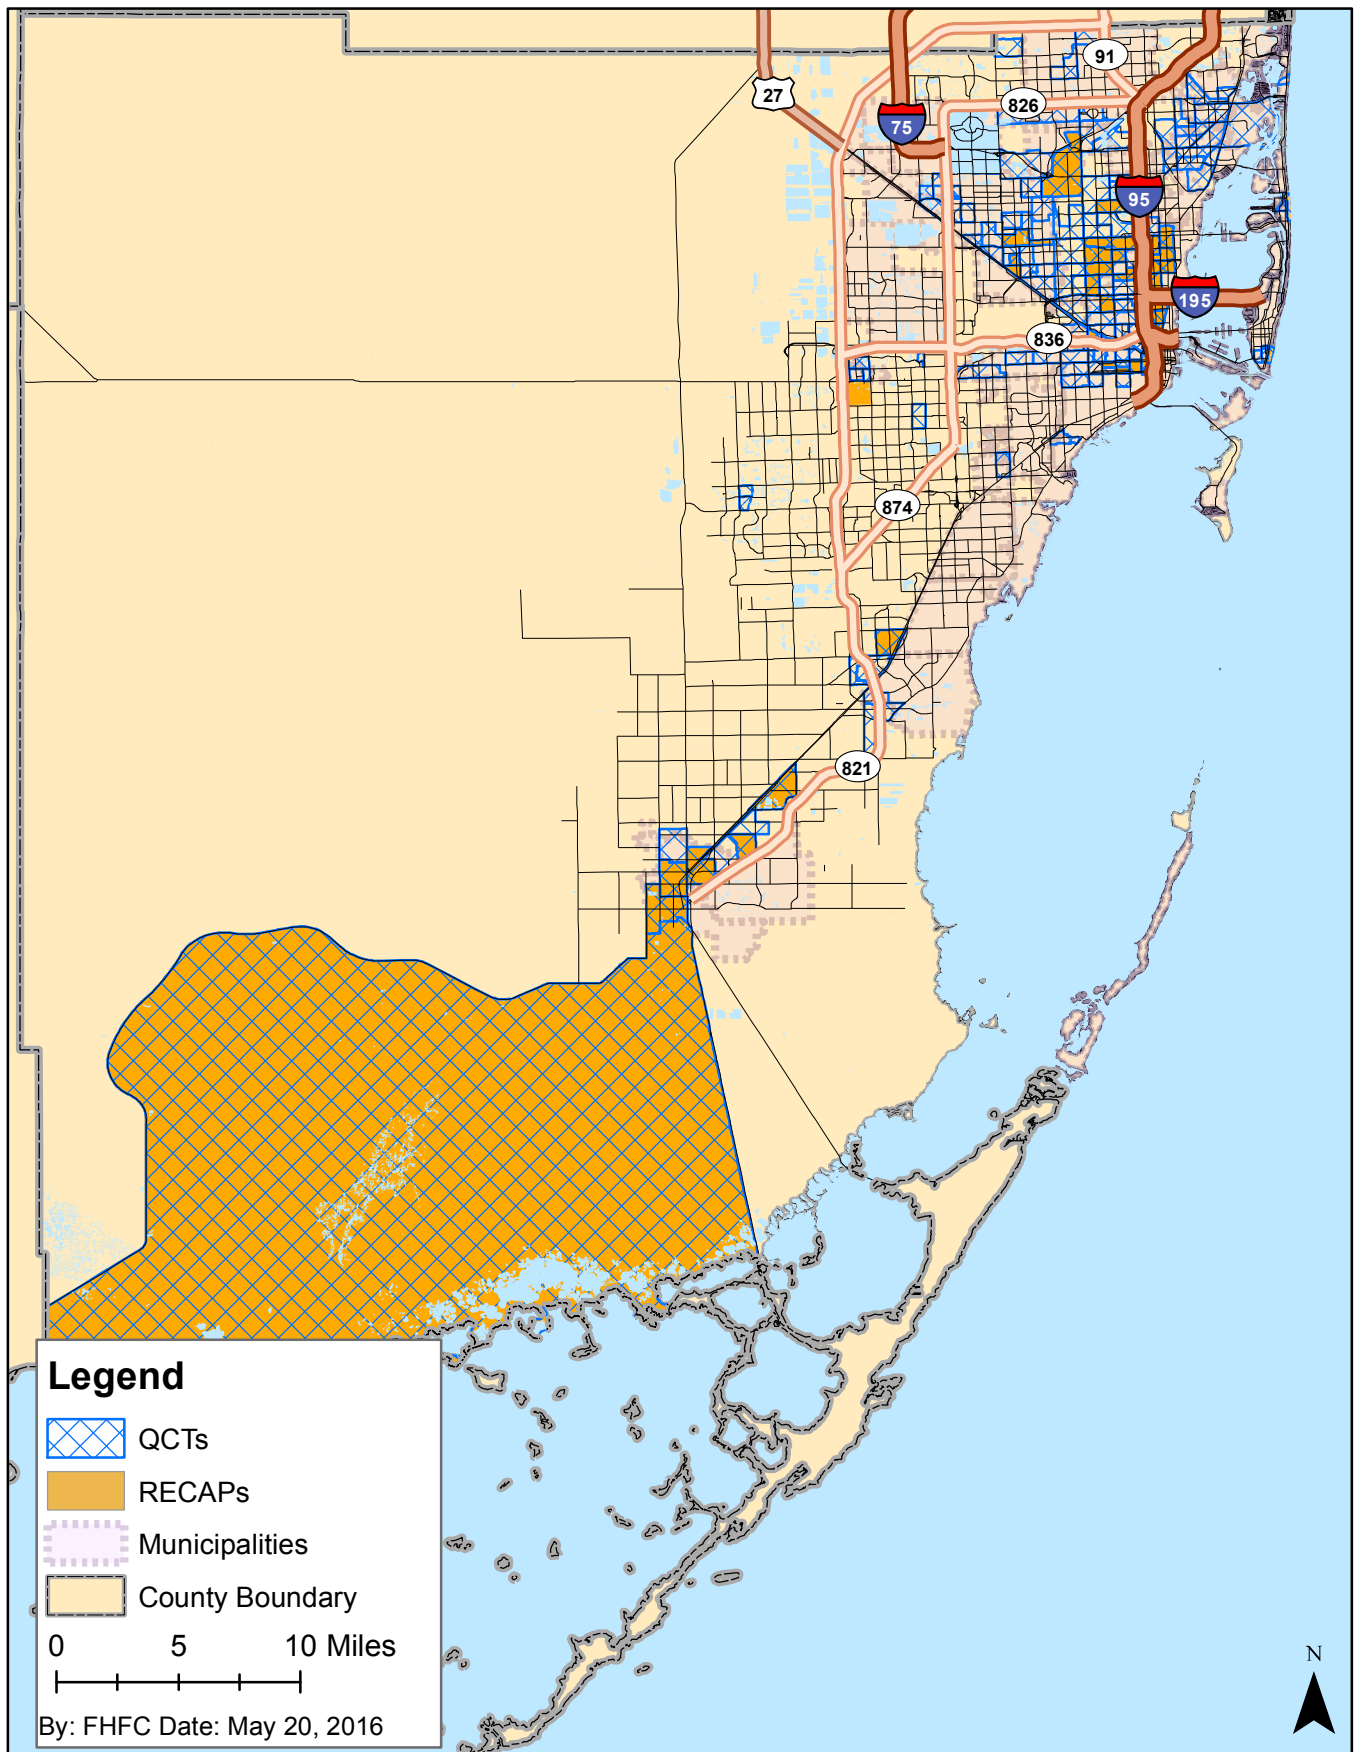 91
27
826
75
95
195
836
874
821
Legend
QCTs
RECAPs
Municipalities
County Boundary
0 5 10 Miles
By: FHFC Date: May 20, 2016
N